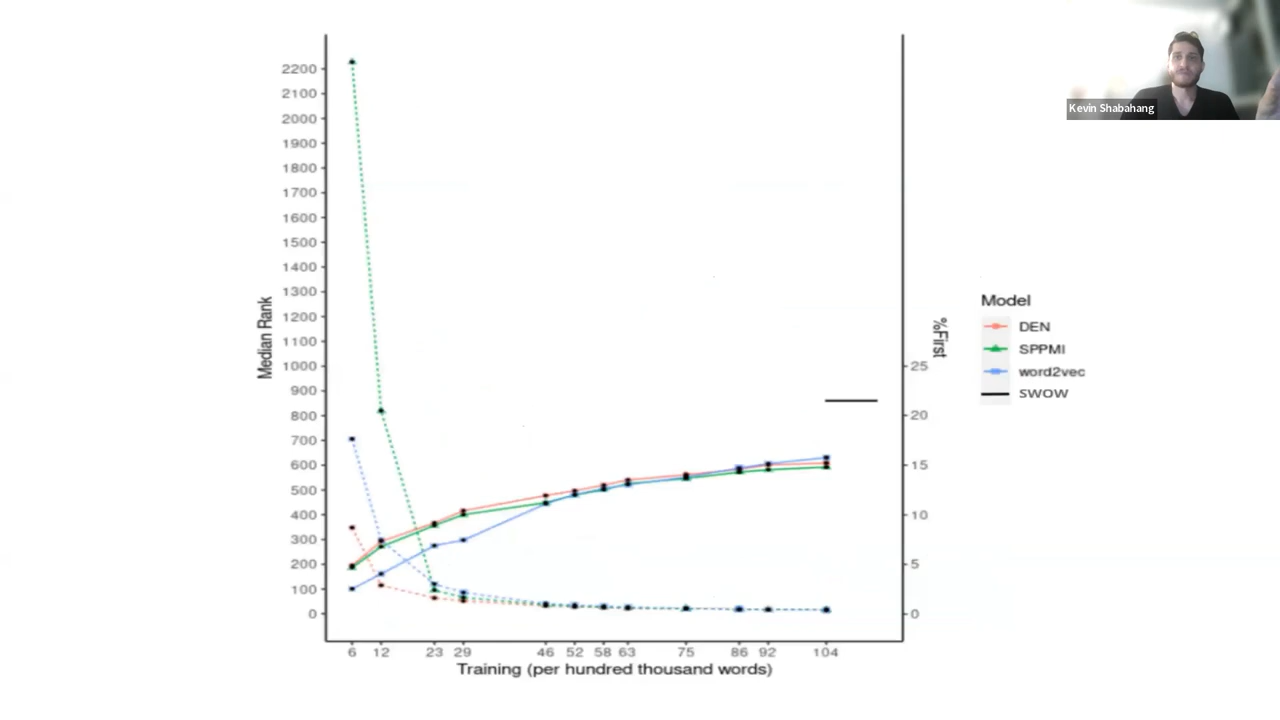 2200
2100
2000
1900
1800
1700
1600
1500
1400
1300
1200
1100
1000
900
800
700
600
500
400
300
200
100
0
Median Rank
25
20
15
10
5
0
%First
6 12 23 29 46 52 58 63 75 86 92 104
Training (per hundred thousand words)
Model
DEN
SPPMI
word2vec
SWOW
Kevin Shabahang